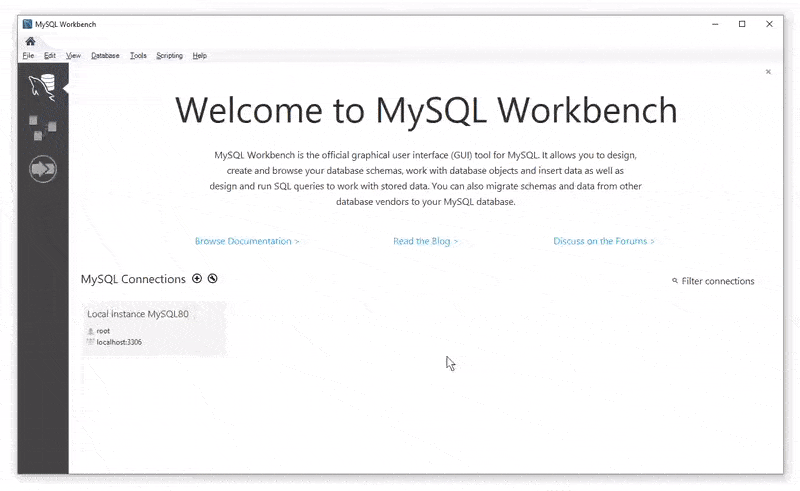 MySQL Workbench
File Edit View Database Tools Scripting Help
Welcome to MySQL Workbench
MySQL Workbench is the official graphical user interface (GUI) tool for MySQL. It allows you to design,
create and browse your database schemas, work with database objects and insert data as well as
design and run SQL queries to work with stored data. You can also migrate schemas and data from other
database vendors to your MySQL database.
Browse Documentation >
Read the Blog >
Discuss on the Forums >
MySQL Connections
Filter connections
Local instance MySQL80
root
localhost:3306